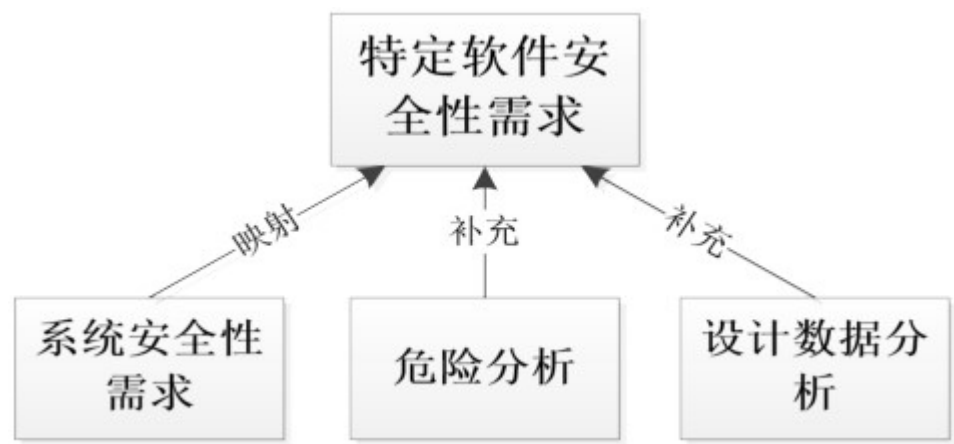 特定软件安
全性需求
映射
补充
补充
系统安全性
需求
危险分析
设计数据分
析